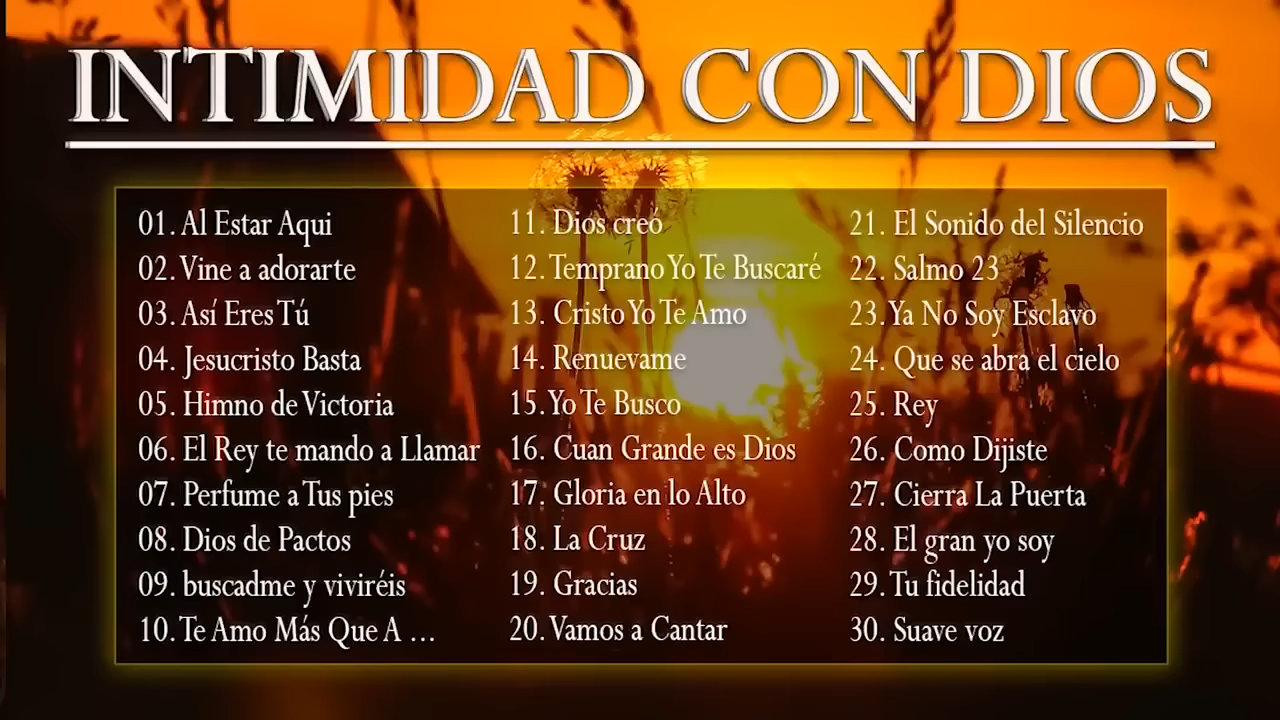 INTIMIDAD CON DIOS
01. Al Estar Aqui
02. Vine a adorarte
03. Así Eres Tú
04. Jesucristo Basta
05. Himno de Victoria
06. El Rey te mando a Llamar
07. Perfume a Tus pies
08. Dios de Pactos
09. buscadme y viviréis
10. Te Amo Más Que A ...
11. Dios creó
12. Temprano Yo Te Buscaré
13. Cristo Yo Te Amo
14. Renuevame
15. Yo Te Busco
16. Cuan Grande es Dios
17. Gloria en lo Alto
18. La Cruz
19. Gracias
20. Vamos a Cantar
21. El Sonido del Silencio
22. Salmo 23
23. Ya No Soy Esclavo
24. Que se abra el cielo
25. Rey
26. Como Dijiste
27. Cierra La Puerta
28. El gran yo soy
29. Tu fidelidad
30. Suave voz